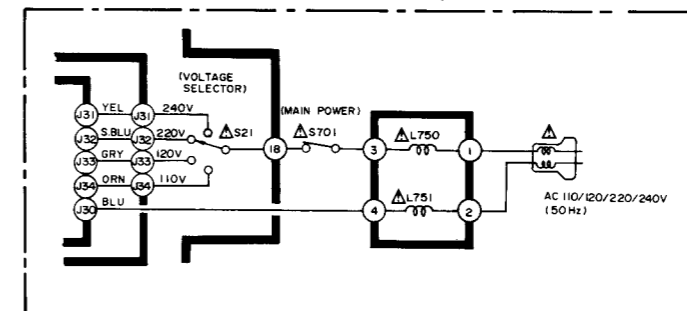 (VOLTAGE
SELECTOR)
J31 YEL J31 240V
(MAIN POWER)
J32 S.BLU J32 220V S21 18 S701 3 L750 1
J33 GRY J33 120V
J34 ORN J34 110V
J30 BLU 4 L751 2
AC 110/120/220/240V
(50Hz)